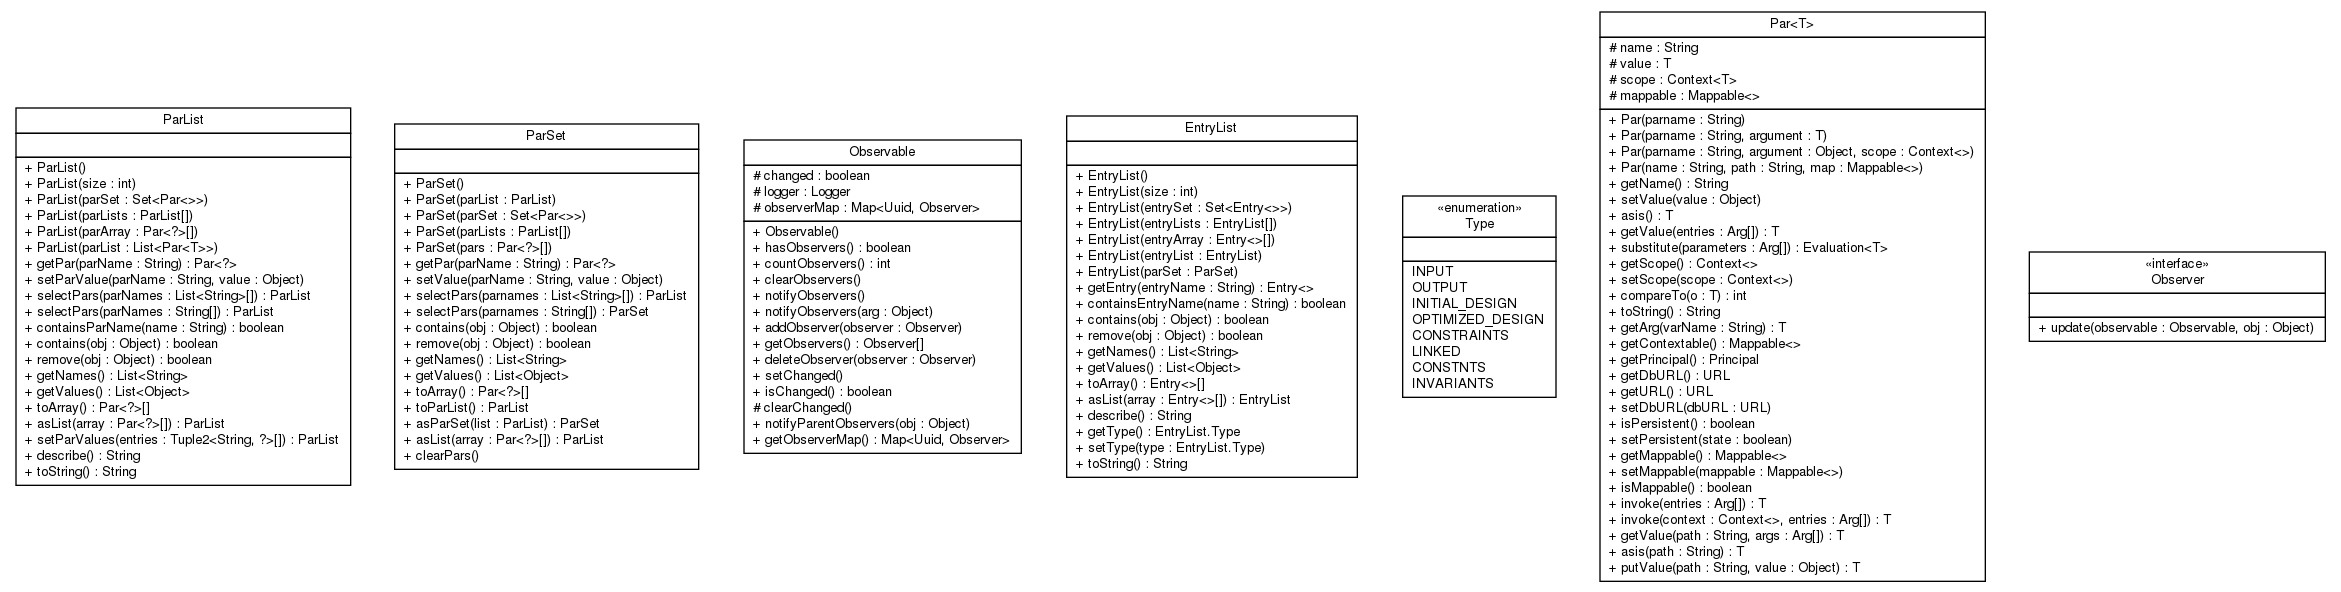 ParList
+ ParList()
+ ParList(size : int)
+ ParList(parSet : Set<Par<>>)
+ ParList(parLists : ParList[])
+ ParList(parArray : Par<?>[])
+ ParList(parList : List<Par<T>>)
+ getPar(parName : String) : Par<?>
+ setParValue(parName : String, value : Object)
+ selectPars(parNames : List<String>[]) : ParList
+ selectPars(parNames : String[]) : ParList
+ containsParName(name : String) : boolean
+ contains(obj : Object) : boolean
+ remove(obj : Object) : boolean
+ getNames() : List<String>
+ getValues() : List<Object>
+ toArray() : Par<?>[]
+ asList(array : Par<?>[]) : ParList
+ setParValues(entries : Tuple2<String, ?>[]) : ParList
+ describe() : String
+ toString() : String
ParSet
+ ParSet()
+ ParSet(parList : ParList)
+ ParSet(parSet : Set<Par<>>)
+ ParSet(parLists : ParList[])
+ ParSet(pars : Par<?>[])
+ getPar(parName : String) : Par<?>
+ setValue(parName : String, value : Object)
+ selectPars(parnames : List<String>[]) : ParList
+ selectPars(parnames : String[]) : ParSet
+ contains(obj : Object) : boolean
+ remove(obj : Object) : boolean
+ getNames() : List<String>
+ getValues() : List<Object>
+ toArray() : Par<?>[]
+ toParList() : ParList
+ asParSet(list : ParList) : ParSet
+ asList(array : Par<?>[]) : ParList
+ clearPars()
Observable
# changed : boolean
# logger : Logger
# observerMap : Map<Uuid, Observer>
+ Observable()
+ hasObservers() : boolean
+ countObservers() : int
+ clearObservers()
+ notifyObservers()
+ notifyObservers(arg : Object)
+ addObserver(observer : Observer)
+ getObservers() : Observer[]
+ deleteObserver(observer : Observer)
+ setChanged()
+ isChanged() : boolean
# clearChanged()
+ notifyParentObservers(obj : Object)
+ getObserverMap() : Map<Uuid, Observer>
EntryList
+ EntryList()
+ EntryList(size : int)
+ EntryList(entrySet : Set<Entry<>>)
+ EntryList(entryLists : EntryList[])
+ EntryList(entryArray : Entry<>[])
+ EntryList(entryList : EntryList)
+ EntryList(parSet : ParSet)
+ getEntry(entryName : String) : Entry<>
+ containsEntryName(name : String) : boolean
+ contains(obj : Object) : boolean
+ remove(obj : Object) : boolean
+ getNames() : List<String>
+ getValues() : List<Object>
+ toArray() : Entry<>[]
+ asList(array : Entry<>[]) : EntryList
+ describe() : String
+ getType() : EntryList.Type
+ setType(type : EntryList.Type)
+ toString() : String
«enumeration»
Type
INPUT
OUTPUT
INITIAL_DESIGN
OPTIMIZED_DESIGN
CONSTRAINTS
LINKED
CONSTNTS
INVARIANTS
Par<T>
# name : String
# value : T
# scope : Context<T>
# mappable : Mappable<>
+ Par(parname : String)
+ Par(parname : String, argument : T)
+ Par(parname : String, argument : Object, scope : Context<>)
+ Par(name : String, path : String, map : Mappable<>)
+ getName() : String
+ setValue(value : Object)
+ asis() : T
+ getValue(entries : Arg[]) : T
+ substitute(parameters : Arg[]) : Evaluation<T>
+ getScope() : Context<>
+ setScope(scope : Context<>)
+ compareTo(o : T) : int
+ toString() : String
+ getArg(varName : String) : T
+ getContextable() : Mappable<>
+ getPrincipal() : Principal
+ getDbURL() : URL
+ getURL() : URL
+ setDbURL(dbURL : URL)
+ isPersistent() : boolean
+ setPersistent(state : boolean)
+ getMappable() : Mappable<>
+ setMappable(mappable : Mappable<>)
+ isMappable() : boolean
+ invoke(entries : Arg[]) : T
+ invoke(context : Context<>, entries : Arg[]) : T
+ getValue(path : String, args : Arg[]) : T
+ asis(path : String) : T
+ putValue(path : String, value : Object) : T
«interface»
Observer
+ update(observable : Observable, obj : Object)